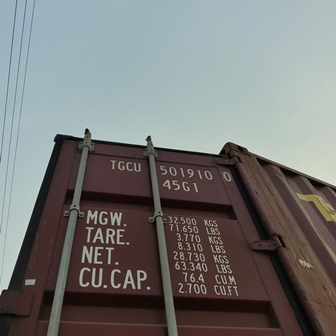 TGCU 501910 0
45G1
MGW. 32.500 KGS
71,650 LBS
TARE. 3.770 KGS
8.310 LBS
NET. 28.730 KGS
63,340 LBS
CU.CAP. 76.4 CU.M
2.700 CU.FT